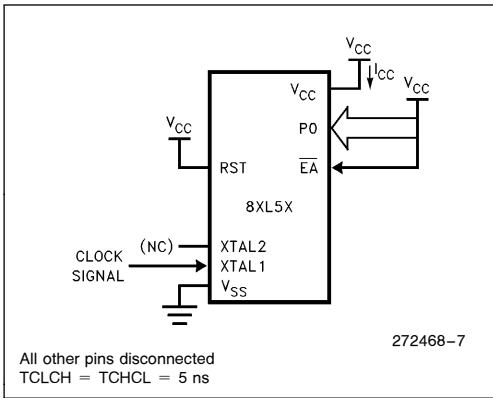 VCC
ICC
VCC
VCC
P0
VCC
RST
EA
8XL5X
(NC)
XTAL2
CLOCK
SIGNAL
XTAL1
VSS
272468–7
All other pins disconnected
TCLCH = TCHCL = 5 ns